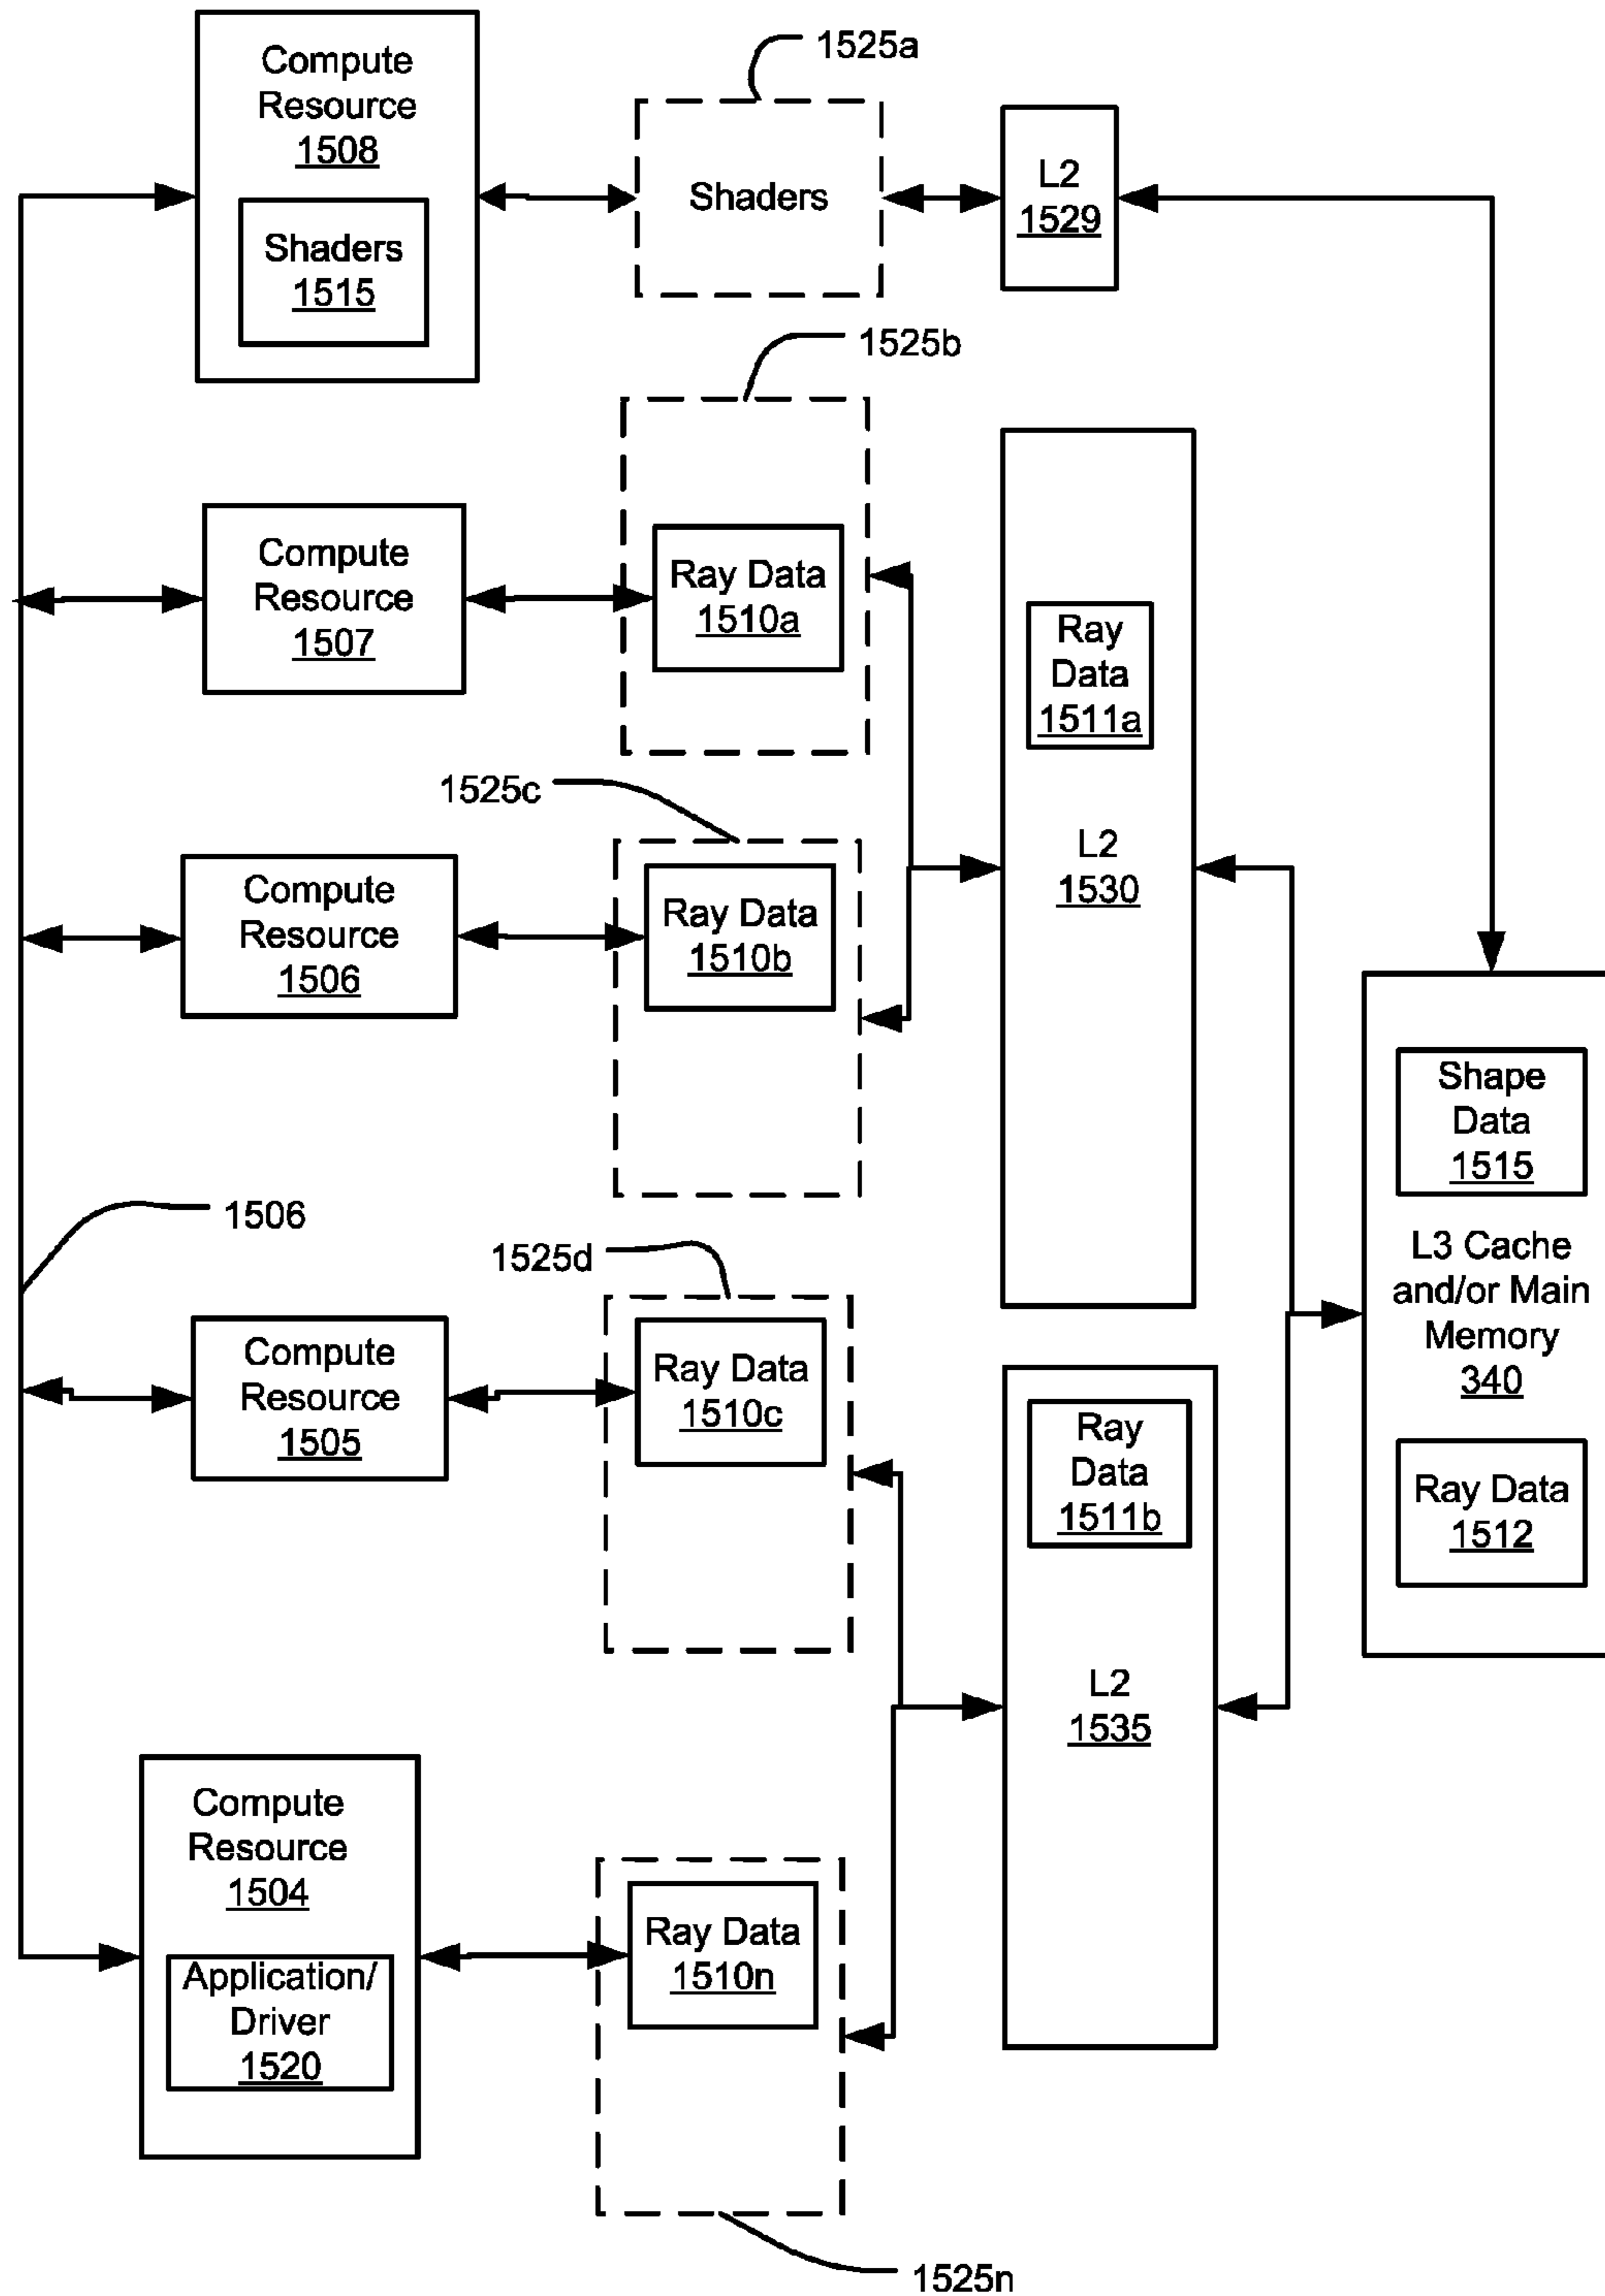 1525a
Compute
Resource
1508
Shaders
1515
Shaders
L2
1529
1525b
Compute
Resource
1507
Ray Data
1510a
Ray
Data
1511a
L2
1530
1525c
Compute
Resource
1506
Ray Data
1510b
Shape
Data
1515
L3 Cache
and/or Main
Memory
340
Ray Data
1512
1506
1525d
Compute
Resource
1505
Ray Data
1510c
Ray
Data
1511b
L2
1535
Compute
Resource
1504
Application/
Driver
1520
Ray Data
1510n
1525n